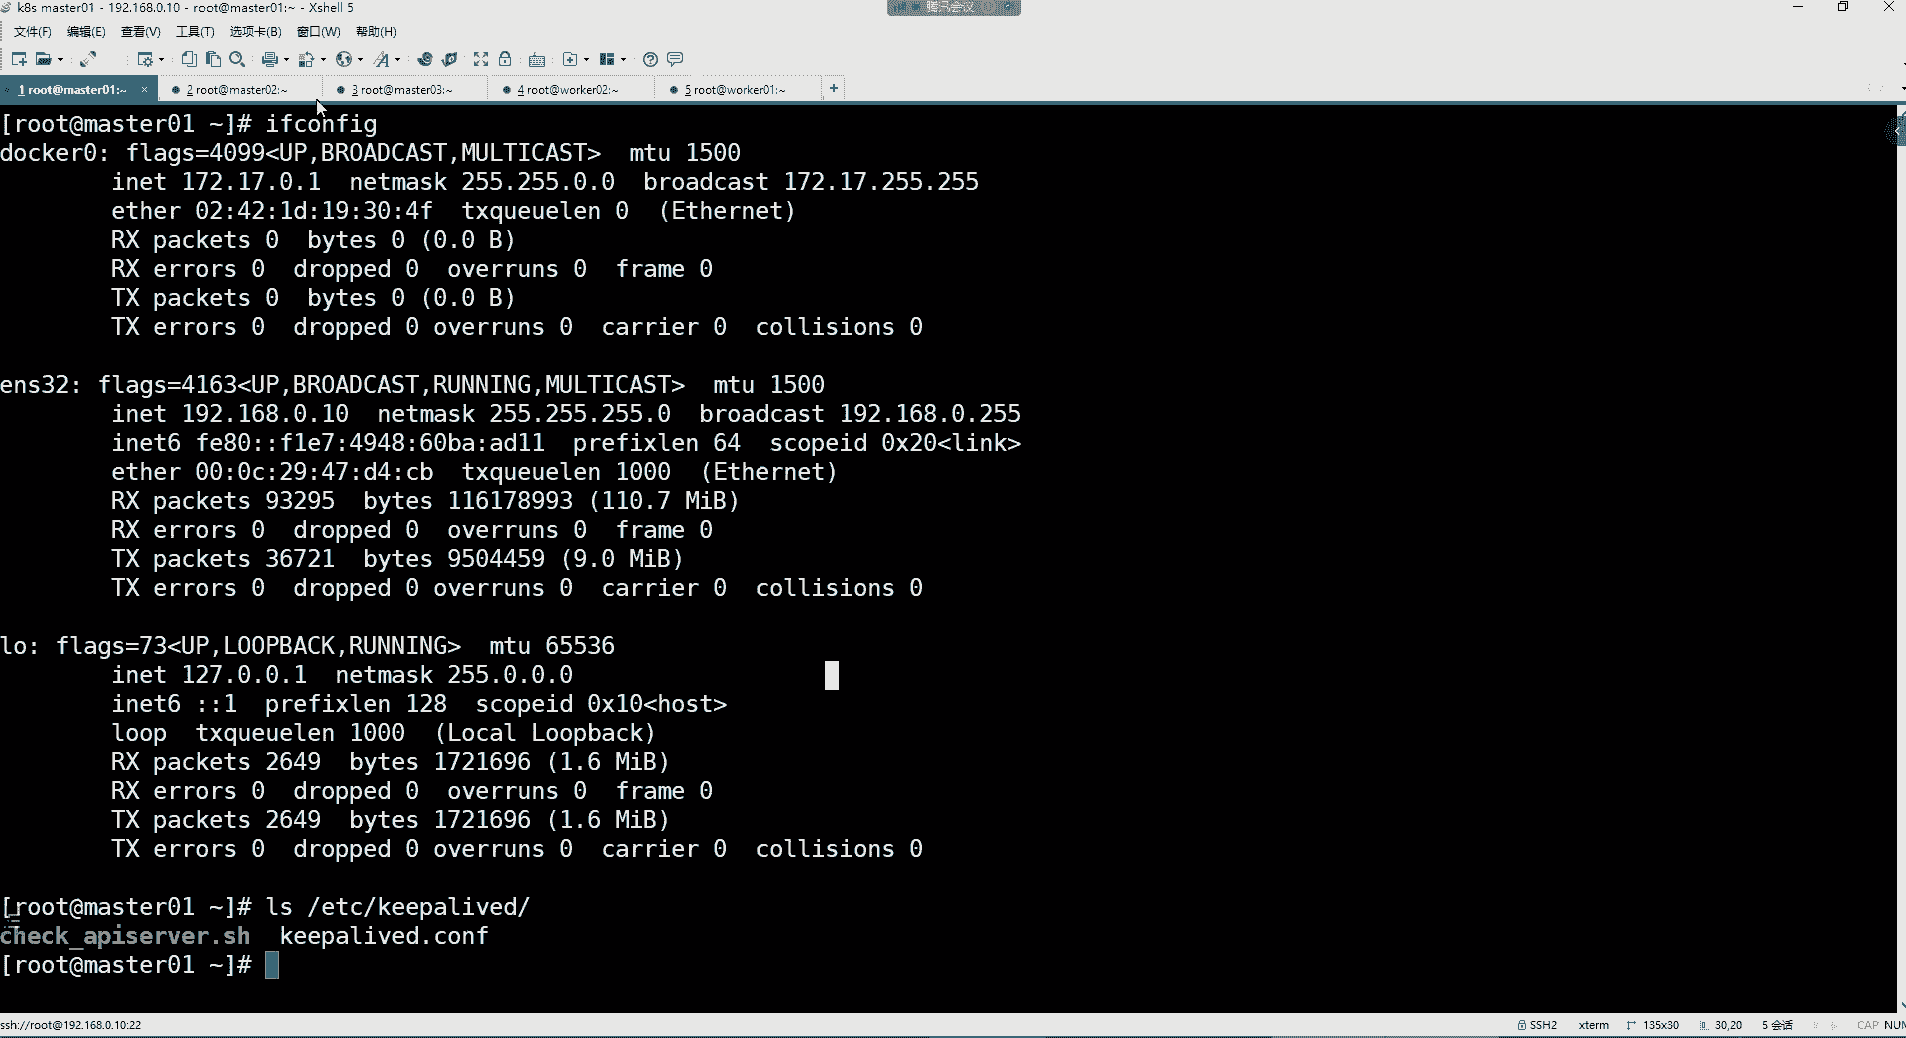 k8s master01 - 192.168.0.10 - root@master01:~ - Xshell 5
腾讯会议
文件(F) 编辑(E) 查看(V) 工具(T) 选项卡(B) 窗口(W) 帮助(H)
1 root@master01:~ × 2 root@master02:~ 3 root@master03:~ 4 root@worker02:~ 5 root@worker01:~ +
[root@master01 ~]# ifconfig
docker0: flags=4099<UP,BROADCAST,MULTICAST>  mtu 1500
        inet 172.17.0.1  netmask 255.255.0.0  broadcast 172.17.255.255
        ether 02:42:1d:19:30:4f  txqueuelen 0  (Ethernet)
        RX packets 0  bytes 0 (0.0 B)
        RX errors 0  dropped 0  overruns 0  frame 0
        TX packets 0  bytes 0 (0.0 B)
        TX errors 0  dropped 0 overruns 0  carrier 0  collisions 0
ens32: flags=4163<UP,BROADCAST,RUNNING,MULTICAST>  mtu 1500
        inet 192.168.0.10  netmask 255.255.255.0  broadcast 192.168.0.255
        inet6 fe80::f1e7:4948:60ba:ad11  prefixlen 64  scopeid 0x20<link>
        ether 00:0c:29:47:d4:cb  txqueuelen 1000  (Ethernet)
        RX packets 93295  bytes 116178993 (110.7 MiB)
        RX errors 0  dropped 0  overruns 0  frame 0
        TX packets 36721  bytes 9504459 (9.0 MiB)
        TX errors 0  dropped 0 overruns 0  carrier 0  collisions 0
lo: flags=73<UP,LOOPBACK,RUNNING>  mtu 65536
        inet 127.0.0.1  netmask 255.0.0.0
        inet6 ::1  prefixlen 128  scopeid 0x10<host>
        loop  txqueuelen 1000  (Local Loopback)
        RX packets 2649  bytes 1721696 (1.6 MiB)
        RX errors 0  dropped 0  overruns 0  frame 0
        TX packets 2649  bytes 1721696 (1.6 MiB)
        TX errors 0  dropped 0 overruns 0  carrier 0  collisions 0
[root@master01 ~]# ls /etc/keepalived/
check_apiserver.sh  keepalived.conf
[root@master01 ~]#
ssh://root@192.168.0.10:22 SSH2 xterm 135x30 30,20 5 会话 CAP NUM